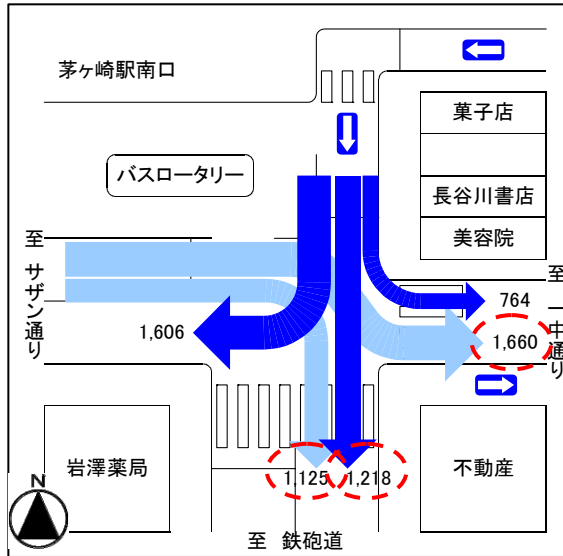 茅ヶ崎駅南口
菓子店
バスロータリー
長谷川書店
美容院
至 サザン通り
至 中通り
764
1,606
1,660
岩澤薬局
1,125
1,218
不動産
N
至 鉄砲道